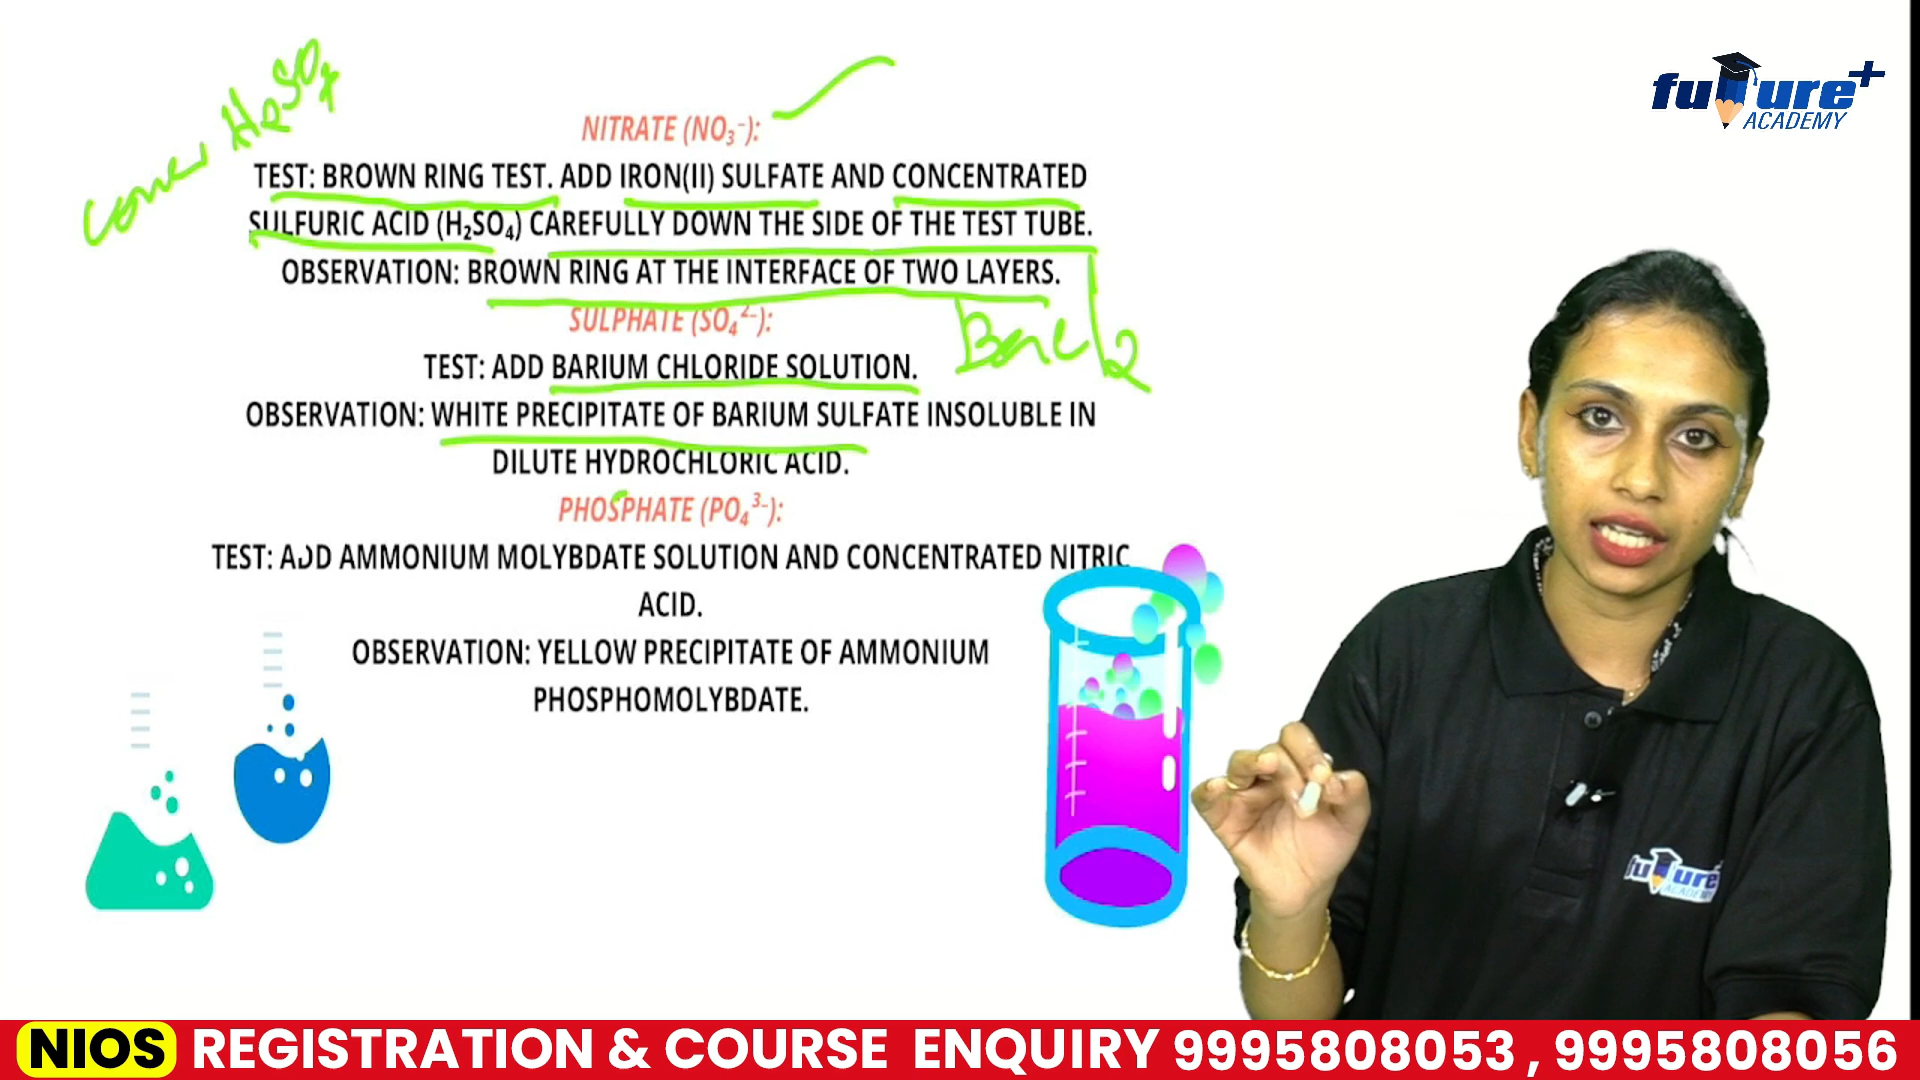 Conc H₂SO₄
future+
ACADEMY
NITRATE (NO₃⁻):
TEST: BROWN RING TEST. ADD IRON(II) SULFATE AND CONCENTRATED
SULFURIC ACID (H₂SO₄) CAREFULLY DOWN THE SIDE OF THE TEST TUBE.
OBSERVATION: BROWN RING AT THE INTERFACE OF TWO LAYERS.
SULPHATE (SO₄²⁻):
BaCl₂
TEST: ADD BARIUM CHLORIDE SOLUTION.
OBSERVATION: WHITE PRECIPITATE OF BARIUM SULFATE INSOLUBLE IN
DILUTE HYDROCHLORIC ACID.
PHOSPHATE (PO₄³⁻):
TEST: ADD AMMONIUM MOLYBDATE SOLUTION AND CONCENTRATED NITRIC
ACID.
OBSERVATION: YELLOW PRECIPITATE OF AMMONIUM
PHOSPHOMOLYBDATE.
future
ACADEMY
NIOS REGISTRATION & COURSE ENQUIRY 9995808053 , 9995808056